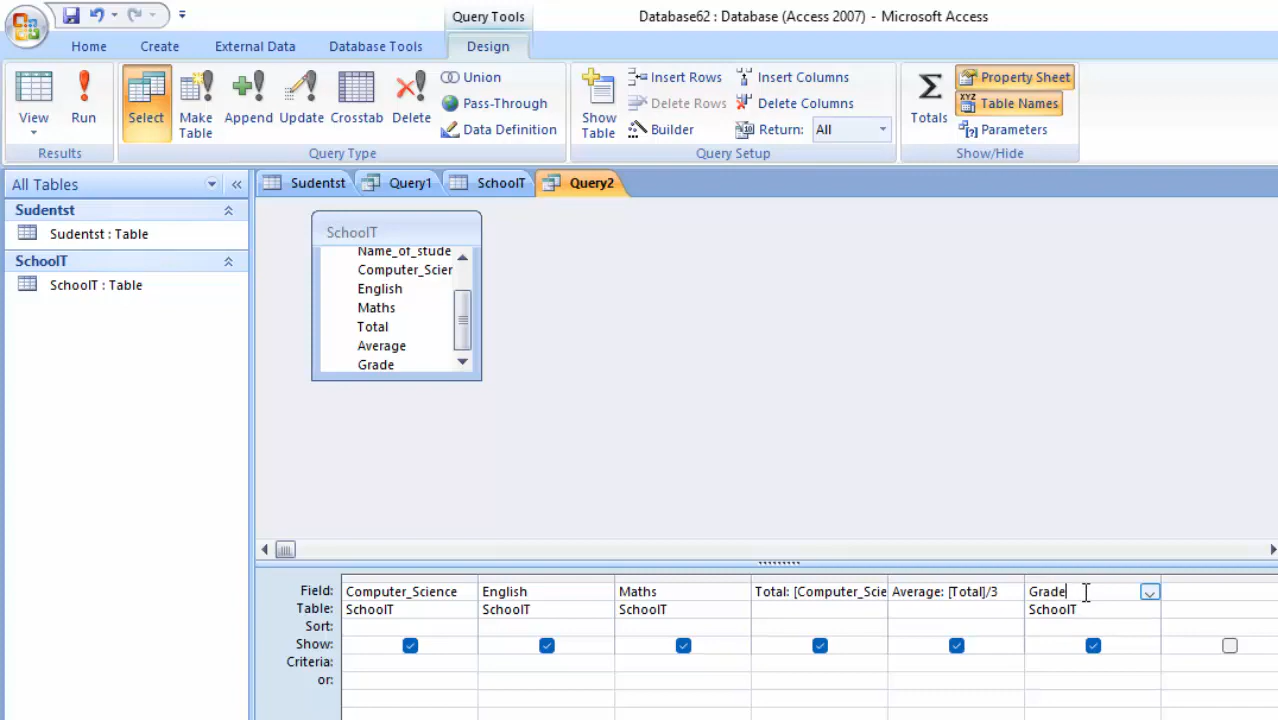 Query Tools
Database62 : Database (Access 2007) - Microsoft Access
Home
Create
External Data
Database Tools
Design
View
Run
Results
Select
Make Table
Append
Update
Crosstab
Delete
Union
Pass-Through
Data Definition
Query Type
Show Table
Insert Rows
Delete Rows
Builder
Insert Columns
Delete Columns
Return: All
Query Setup
Totals
Property Sheet
Table Names
Parameters
Show/Hide
All Tables
Sudentst
Sudentst : Table
SchoolT
SchoolT : Table
Sudentst
Query1
SchoolT
Query2
SchoolT
Name_of_stude
Computer_Scier
English
Maths
Total
Average
Grade
Field: Computer_Science English Maths Total: [Computer_Scie Average: [Total]/3 Grade
Table: SchoolT SchoolT SchoolT SchoolT
Sort:
Show:
Criteria:
or: